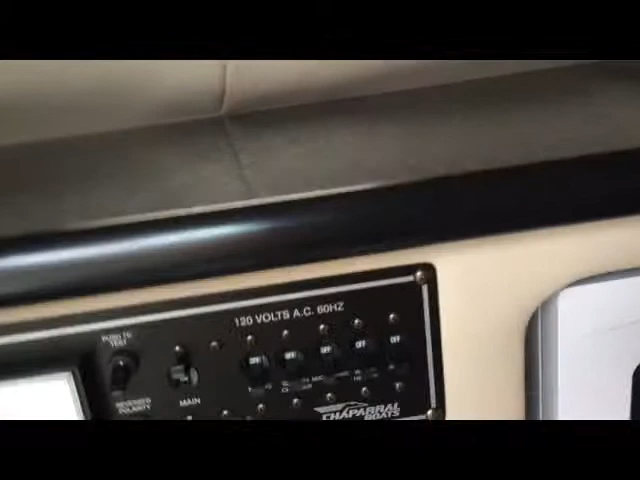 120 VOLTS A.C. 60HZ
PUSH TO
TEST
OFF OFF OFF OFF OFF
REVERSED
POLARITY
MAIN
CHAPARRAL
BOATS